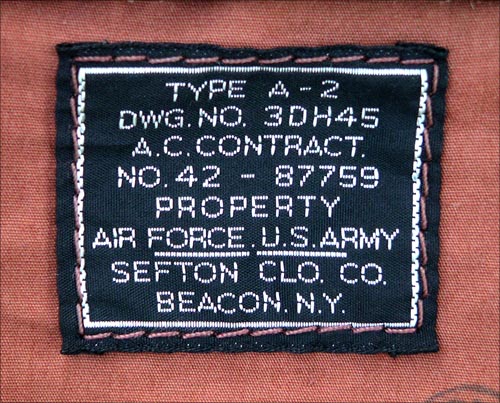 TYPE A - 2
DWG. NO. 3DH45
A.C. CONTRACT.
NO. 42 - 87759
PROPERTY
AIR FORCE. U.S. ARMY
SEFTON CLO. CO.
BEACON. N.Y.